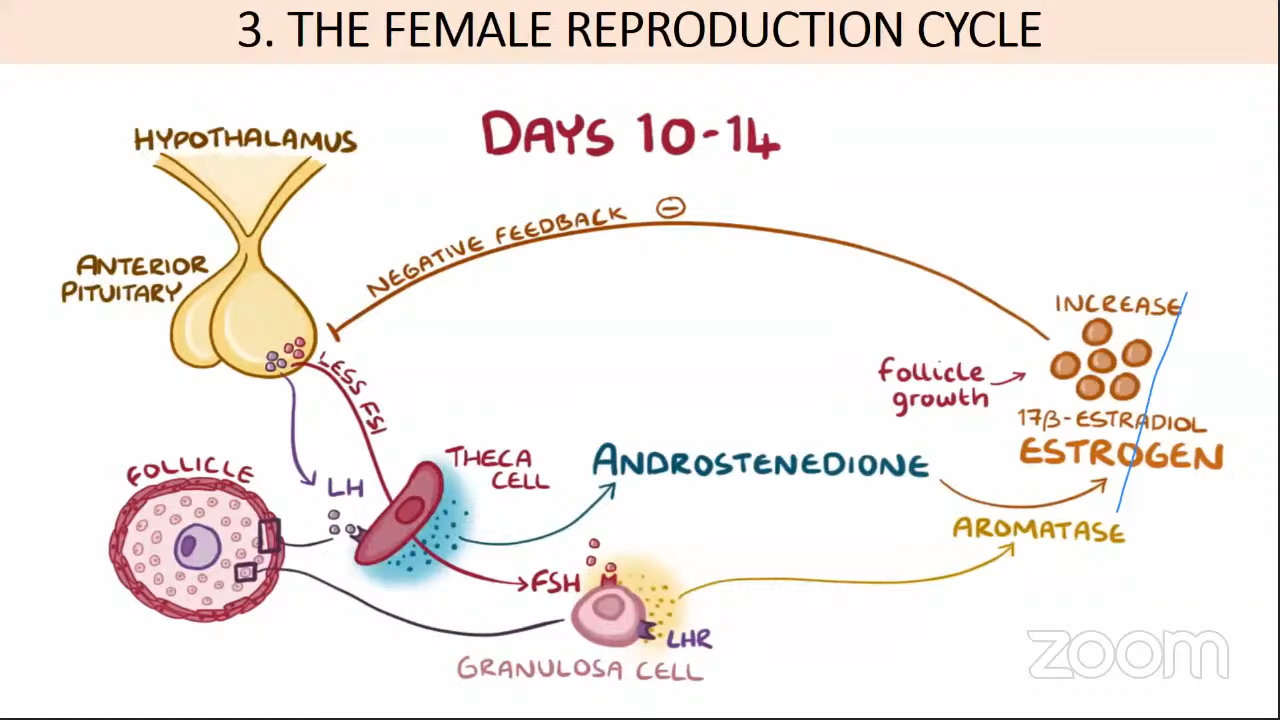 3. THE FEMALE REPRODUCTION CYCLE
DAYS 10-14
HYPOTHALAMUS
NEGATIVE FEEDBACK −
ANTERIOR
PITUITARY
INCREASE
LESS FSH
follicle
growth
17β-ESTRADIOL
ESTROGEN
THECA
CELL
ANDROSTENEDIONE
FOLLICLE
LH
AROMATASE
FSH
LHR
GRANULOSA CELL
zoom